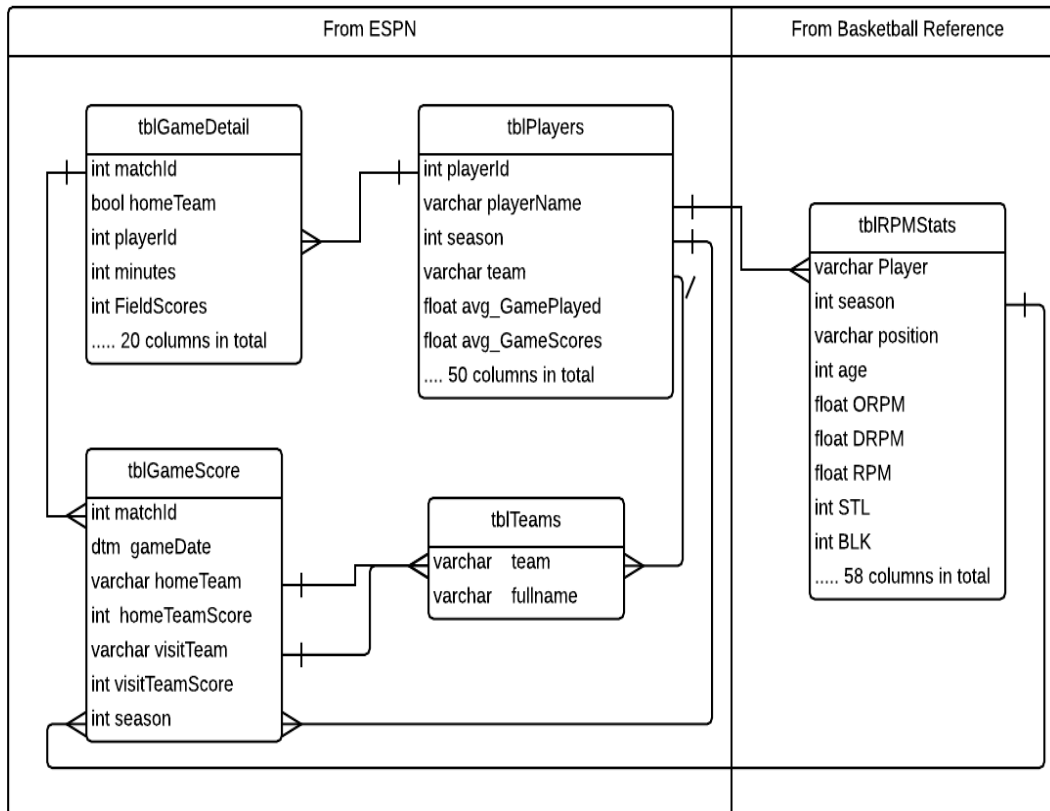 From ESPN
From Basketball Reference
tblGameDetail
int matchId
bool homeTeam
int playerId
int minutes
int FieldScores
..... 20 columns in total
tblPlayers
int playerId
varchar playerName
int season
varchar team
float avg_GamePlayed
float avg_GameScores
.... 50 columns in total
tblRPMStats
varchar Player
int season
varchar position
int age
float ORPM
float DRPM
float RPM
int STL
int BLK
..... 58 columns in total
tblGameScore
int matchId
dtm gameDate
varchar homeTeam
int homeTeamScore
varchar visitTeam
int visitTeamScore
int season
tblTeams
varchar team
varchar fullname